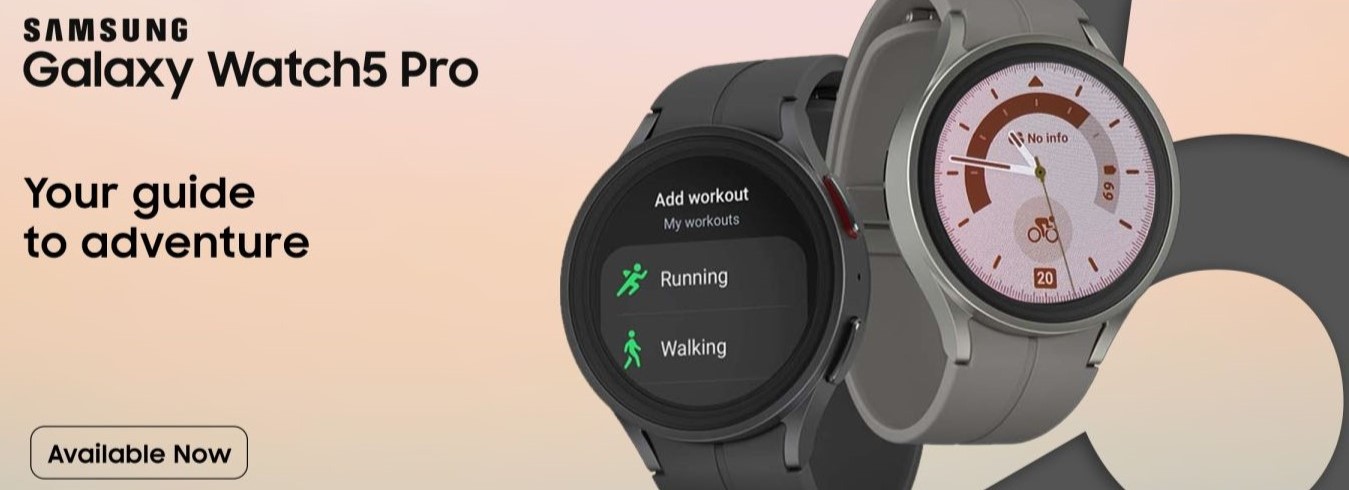 SAMSUNG
Galaxy Watch5 Pro
Your guide
to adventure
Available Now
Add workout
My workouts
Running
Walking
No info
69
20